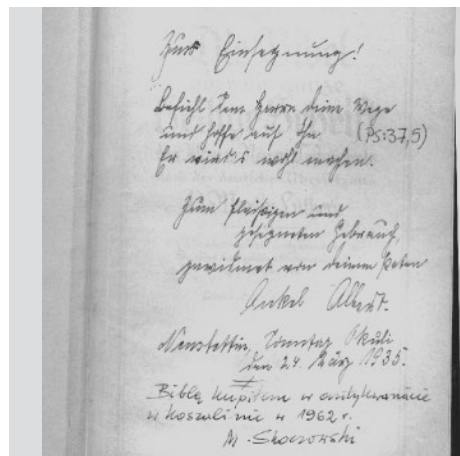 Zur Einsegnung!
Befiehl dem Herrn deine Wege
und hoffe auf Ihn (Ps: 37,5)
Er wird's wohl machen.
Zum fleißigen und
gesegneten Gebrauch,
gewidmet von deinem Paten
Onkel Albert.
Neustettin, Sonntag Okuli
den 24. März 1935.
Biblę kupiłem w antykwariacie
w Koszalinie w 1962 r.